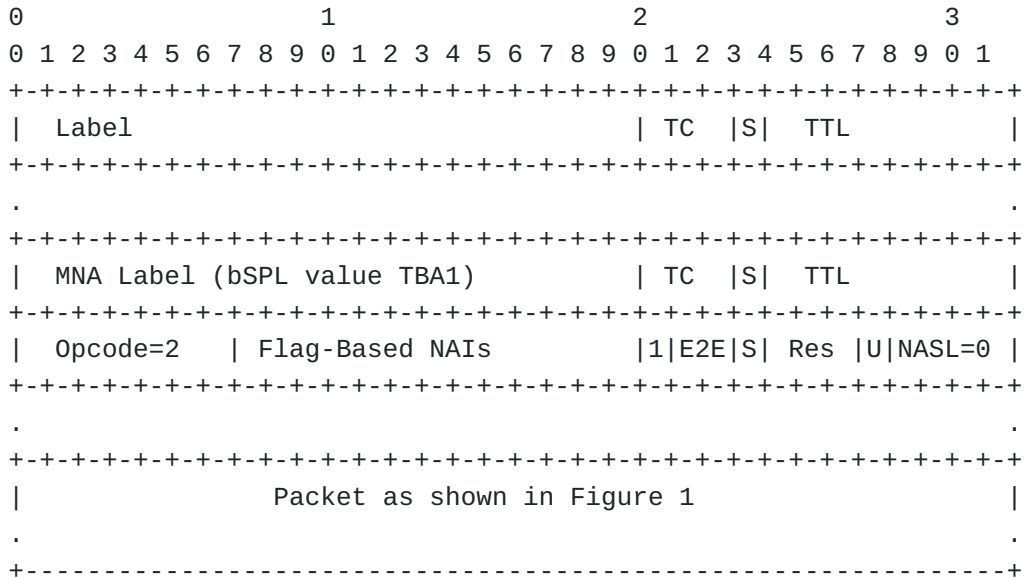 0                   1                   2                   3
0 1 2 3 4 5 6 7 8 9 0 1 2 3 4 5 6 7 8 9 0 1 2 3 4 5 6 7 8 9 0 1
+-+-+-+-+-+-+-+-+-+-+-+-+-+-+-+-+-+-+-+-+-+-+-+-+-+-+-+-+-+-+-+-+
|  Label                                | TC  |S|  TTL          |
+-+-+-+-+-+-+-+-+-+-+-+-+-+-+-+-+-+-+-+-+-+-+-+-+-+-+-+-+-+-+-+-+
.                                                               .
+-+-+-+-+-+-+-+-+-+-+-+-+-+-+-+-+-+-+-+-+-+-+-+-+-+-+-+-+-+-+-+-+
|  MNA Label (bSPL value TBA1)          | TC  |S|  TTL          |
+-+-+-+-+-+-+-+-+-+-+-+-+-+-+-+-+-+-+-+-+-+-+-+-+-+-+-+-+-+-+-+-+
|  Opcode=2   | Flag-Based NAIs         |1|E2E|S| Res |U|NASL=0 |
+-+-+-+-+-+-+-+-+-+-+-+-+-+-+-+-+-+-+-+-+-+-+-+-+-+-+-+-+-+-+-+-+
.                                                               .
+-+-+-+-+-+-+-+-+-+-+-+-+-+-+-+-+-+-+-+-+-+-+-+-+-+-+-+-+-+-+-+-+
|                Packet as shown in Figure 1                    |
.                                                               .
+---------------------------------------------------------------+